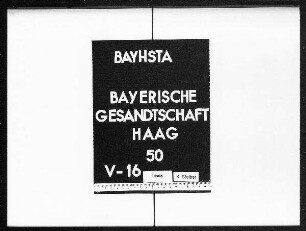 BAYHSTA
BAYERISCHE
GESANDTSCHAFT
HAAG
50
V-16